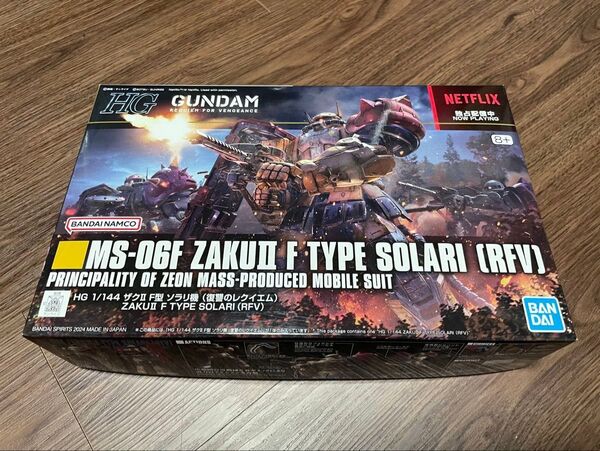 HG
GUNDAM
REQUIEM FOR VENGEANCE
NETFLIX
独占配信中
NOW PLAYING
8+
BANDAI NAMCO
MS-06F ZAKUII F TYPE SOLARI (RFV)
PRINCIPALITY OF ZEON MASS-PRODUCED MOBILE SUIT
HG 1/144 ザクII F型 ソラリ機（復讐のレクイエム）
ZAKUII F TYPE SOLARI (RFV)
BAN
DAI
BANDAI SPIRITS 2024 MADE IN JAPAN
ACTIONS